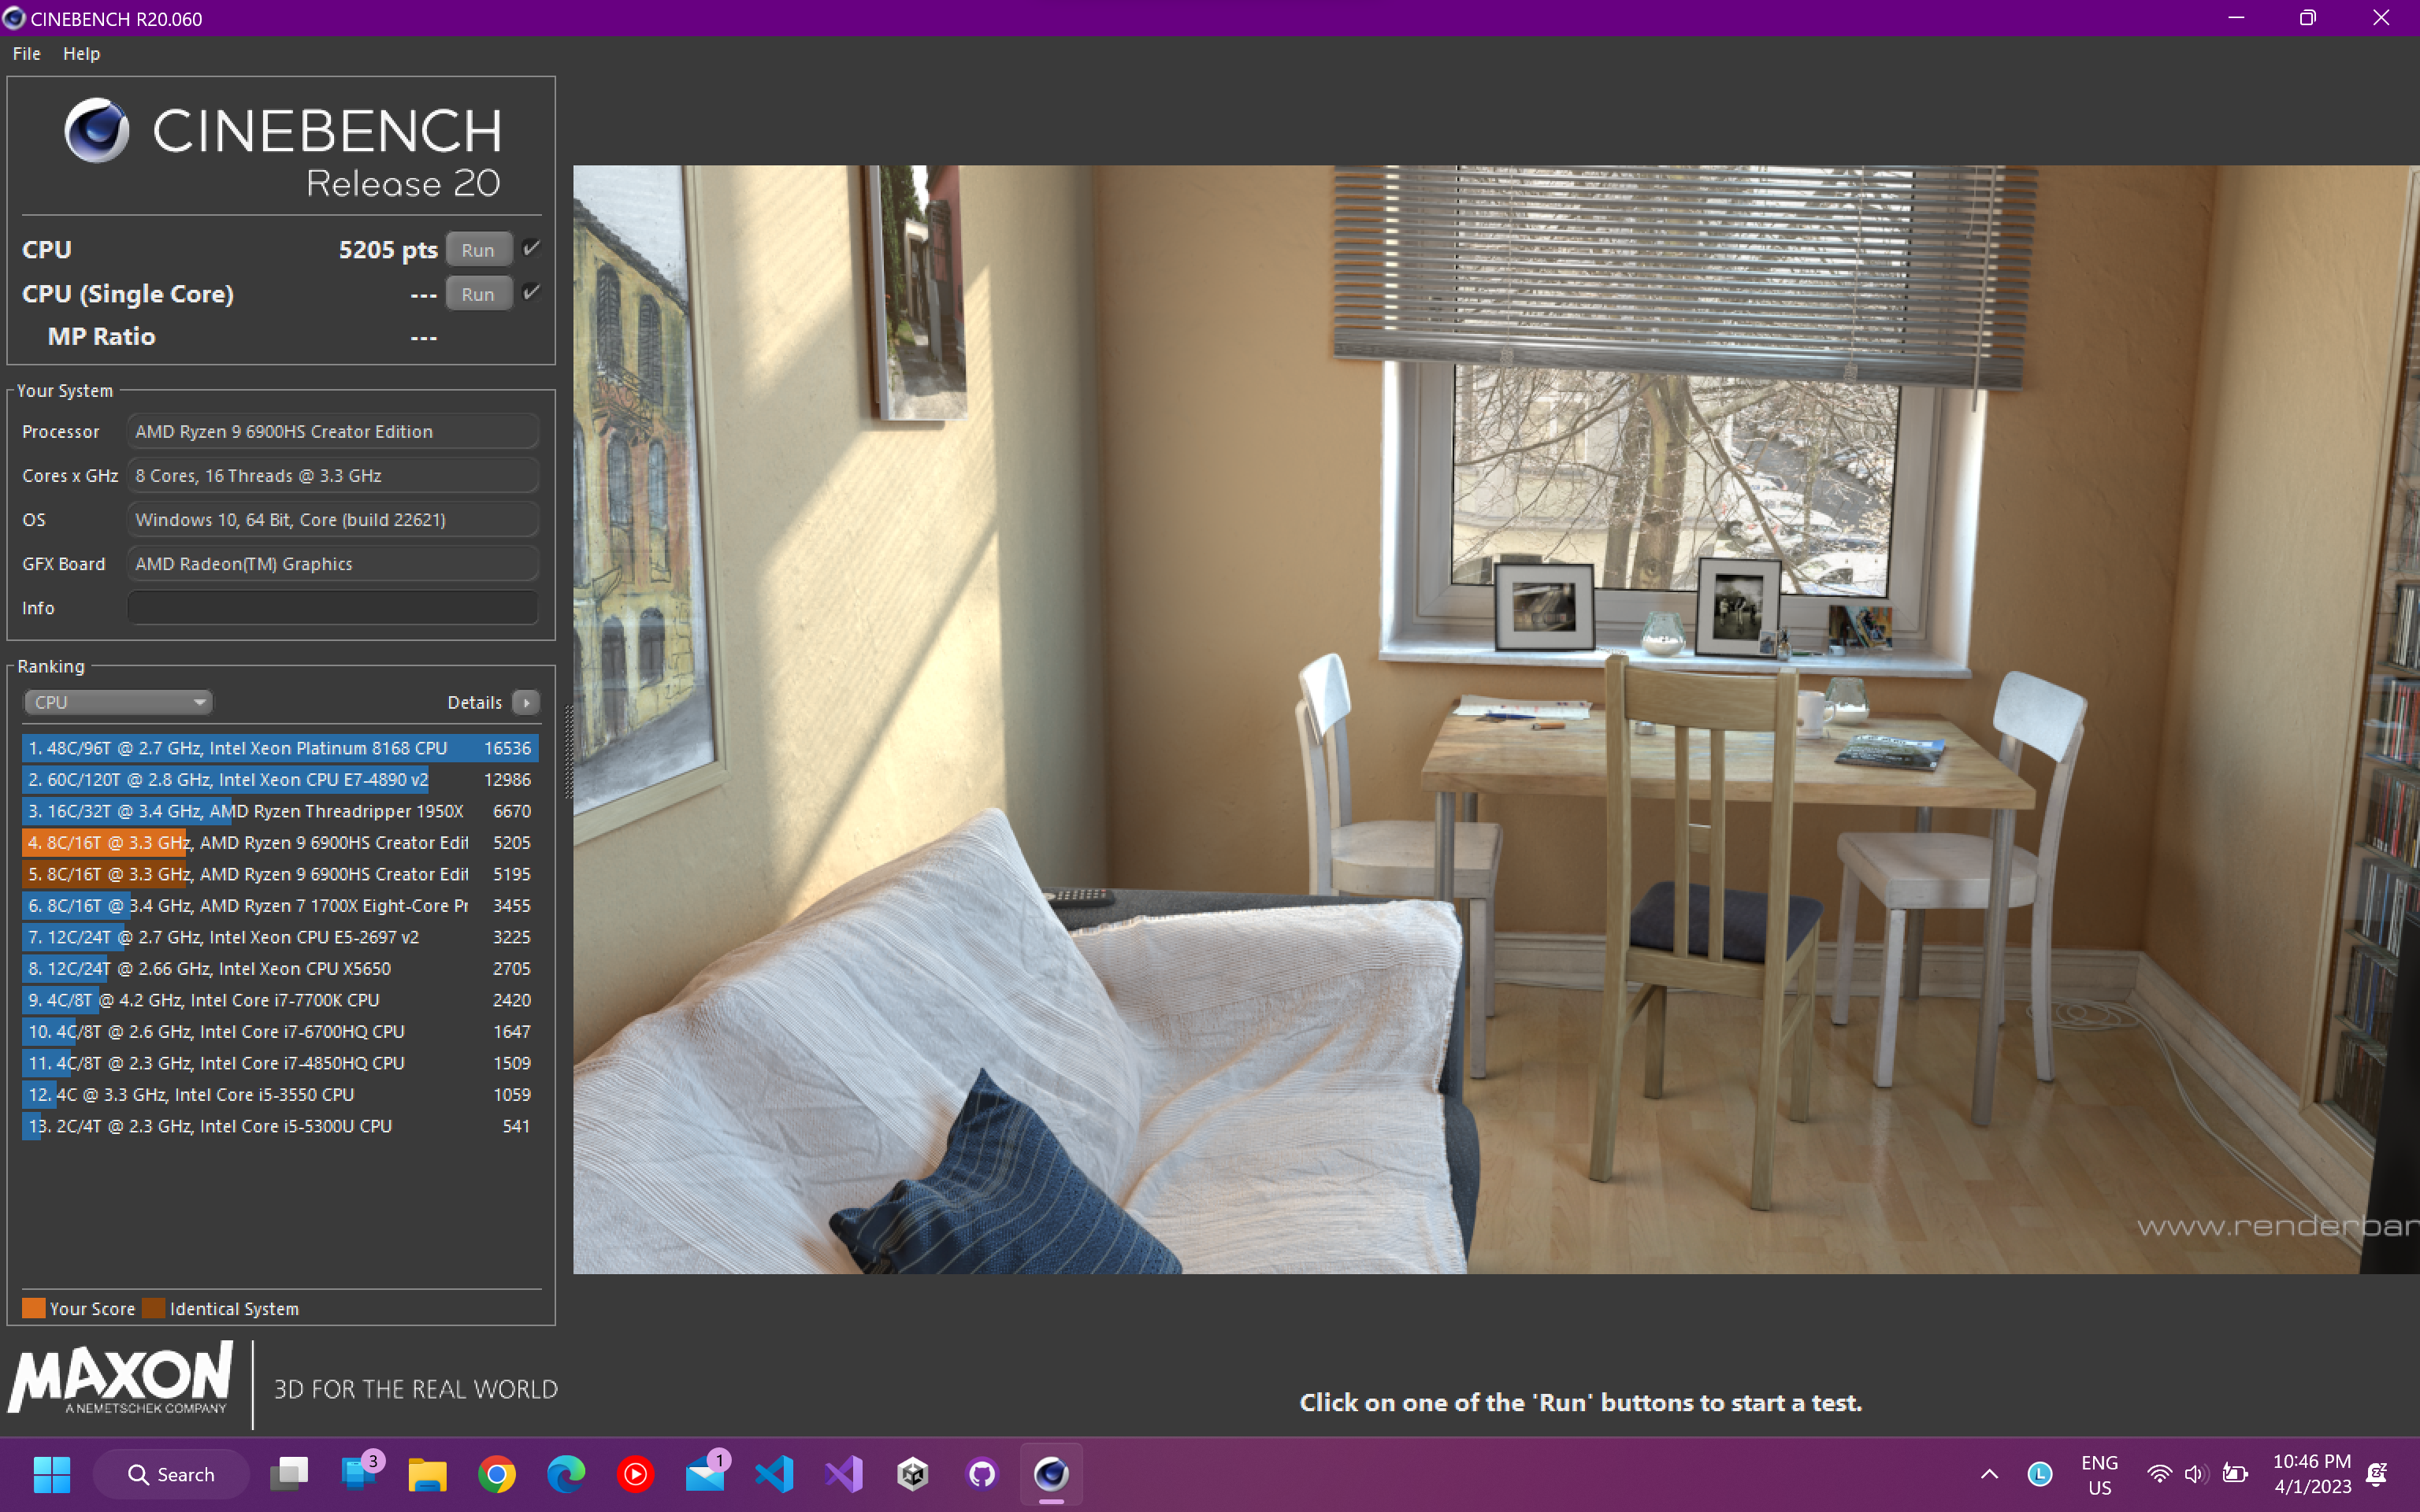 CINEBENCH R20.060
File Help
CINEBENCH
Release 20
CPU 5205 pts Run
CPU (Single Core) --- Run
MP Ratio ---
Your System
Processor AMD Ryzen 9 6900HS Creator Edition
Cores x GHz 8 Cores, 16 Threads @ 3.3 GHz
OS Windows 10, 64 Bit, Core (build 22621)
GFX Board AMD Radeon(TM) Graphics
Info
Ranking
CPU Details
1. 48C/96T @ 2.7 GHz, Intel Xeon Platinum 8168 CPU 16536
2. 60C/120T @ 2.8 GHz, Intel Xeon CPU E7-4890 v2 12986
3. 16C/32T @ 3.4 GHz, AMD Ryzen Threadripper 1950X 6670
4. 8C/16T @ 3.3 GHz, AMD Ryzen 9 6900HS Creator Edit 5205
5. 8C/16T @ 3.3 GHz, AMD Ryzen 9 6900HS Creator Edit 5195
6. 8C/16T @ 3.4 GHz, AMD Ryzen 7 1700X Eight-Core Pr 3455
7. 12C/24T @ 2.7 GHz, Intel Xeon CPU E5-2697 v2 3225
8. 12C/24T @ 2.66 GHz, Intel Xeon CPU X5650 2705
9. 4C/8T @ 4.2 GHz, Intel Core i7-7700K CPU 2420
10. 4C/8T @ 2.6 GHz, Intel Core i7-6700HQ CPU 1647
11. 4C/8T @ 2.3 GHz, Intel Core i7-4850HQ CPU 1509
12. 4C @ 3.3 GHz, Intel Core i5-3550 CPU 1059
13. 2C/4T @ 2.3 GHz, Intel Core i5-5300U CPU 541
www.renderbar
Your Score Identical System
MAXON
A NEMETSCHEK COMPANY
3D FOR THE REAL WORLD
Click on one of the 'Run' buttons to start a test.
Search 3 1 L ENG 10:46 PM
US 4/1/2023